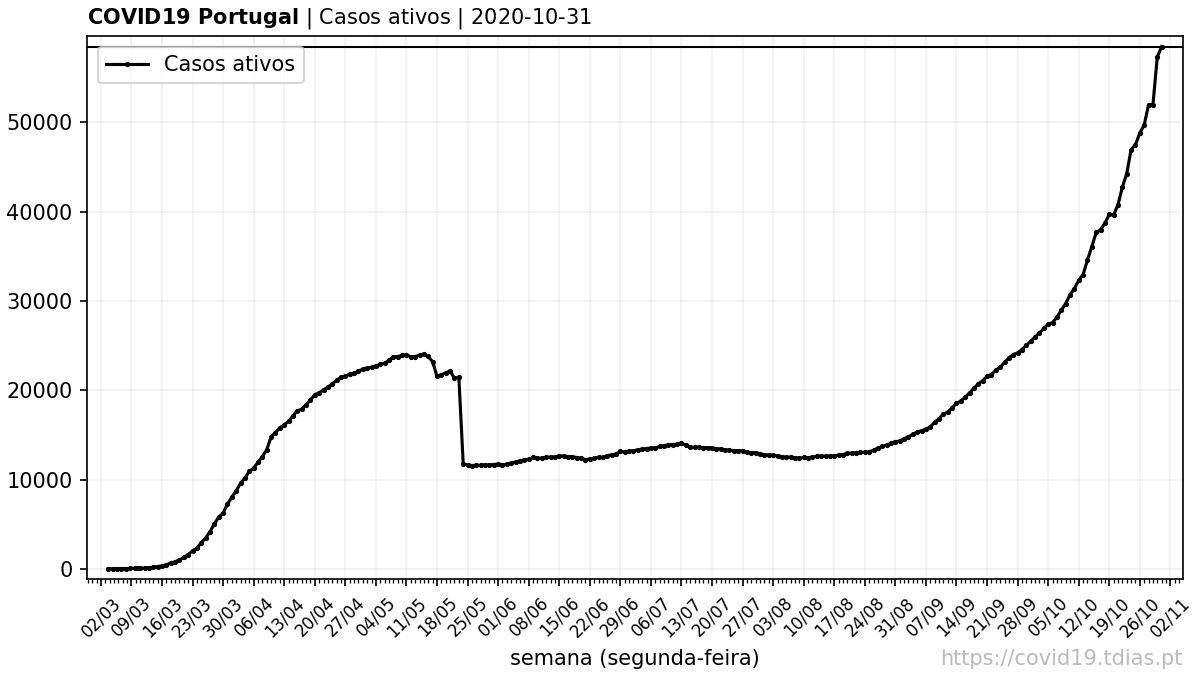 COVID19 Portugal | Casos ativos | 2020-10-31
Casos ativos
50000
40000
30000
20000
10000
0
02/03 09/03 16/03 23/03 30/03 06/04 13/04 20/04 27/04 04/05 11/05 18/05 25/05 01/06 08/06 15/06 22/06 29/06 06/07 13/07 20/07 27/07 03/08 10/08 17/08 24/08 31/08 07/09 14/09 21/09 28/09 05/10 12/10 19/10 26/10 02/11
semana (segunda-feira)
https://covid19.tdias.pt